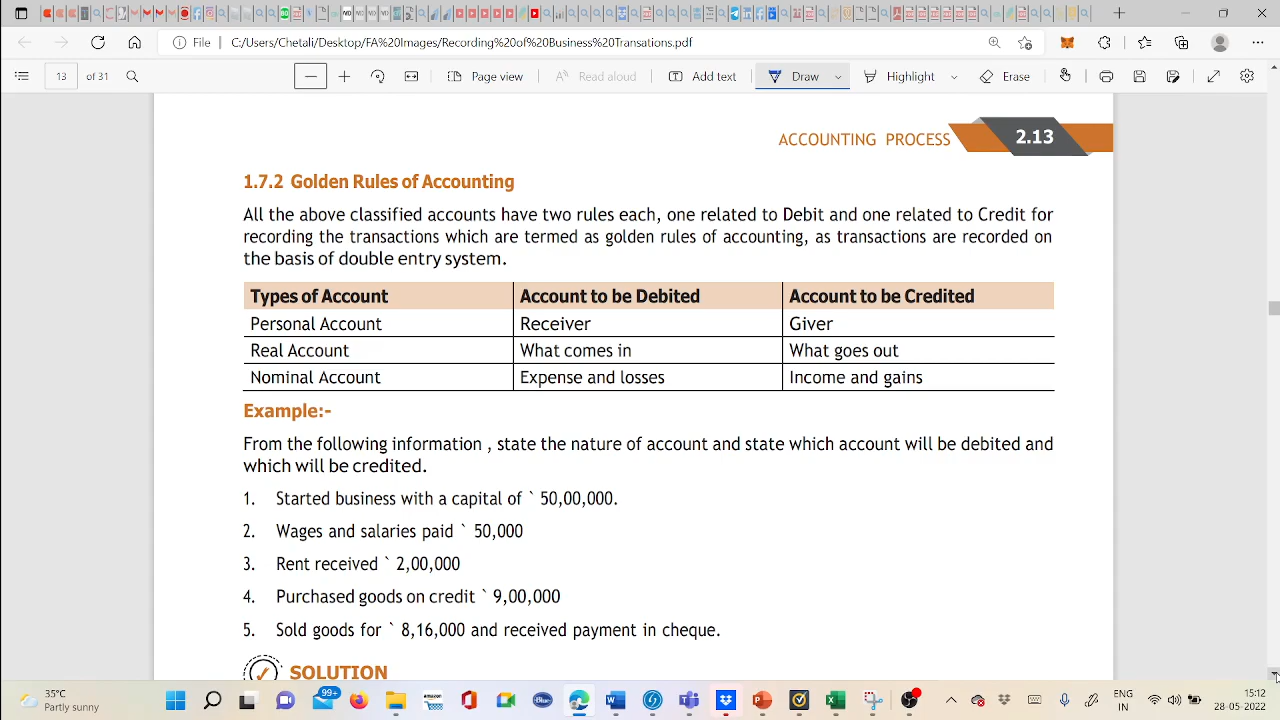 File
C:/Users/Chetali/Desktop/FA%20Images/Recording%20of%20Business%20Transations.pdf
13 of 31
Page view
Read aloud
Add text
Draw
Highlight
Erase
ACCOUNTING PROCESS 2.13
1.7.2 Golden Rules of Accounting
All the above classified accounts have two rules each, one related to Debit and one related to Credit for
recording the transactions which are termed as golden rules of accounting, as transactions are recorded on
the basis of double entry system.
Types of Account Account to be Debited Account to be Credited
Personal Account Receiver Giver
Real Account What comes in What goes out
Nominal Account Expense and losses Income and gains
Example:-
From the following information , state the nature of account and state which account will be debited and
which will be credited.
1. Started business with a capital of ` 50,00,000.
2. Wages and salaries paid ` 50,000
3. Rent received ` 2,00,000
4. Purchased goods on credit ` 9,00,000
5. Sold goods for ` 8,16,000 and received payment in cheque.
SOLUTION
35°C
Partly sunny
99+
ENG
IN
15:12
28-05-2022